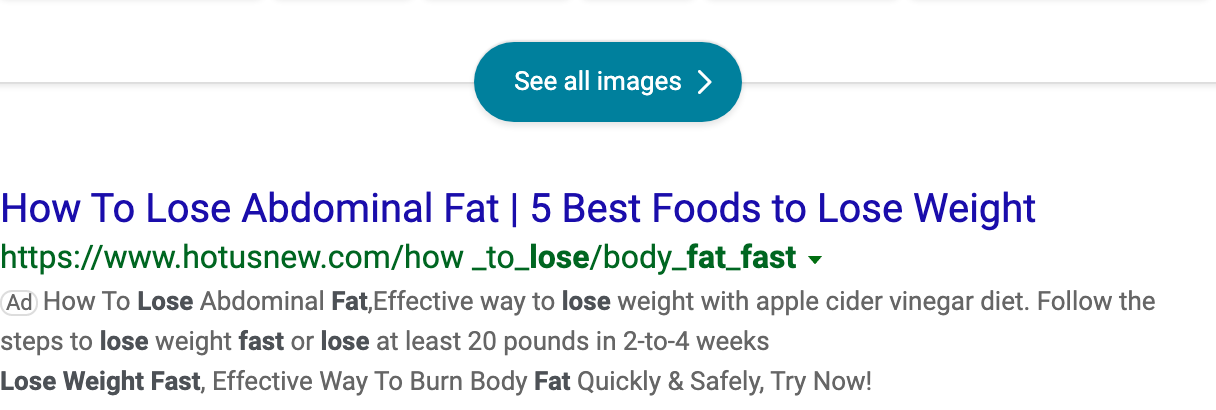 See all images
How To Lose Abdominal Fat | 5 Best Foods to Lose Weight
https://www.hotusnew.com/how _to_lose/body_fat_fast
Ad How To Lose Abdominal Fat,Effective way to lose weight with apple cider vinegar diet. Follow the
steps to lose weight fast or lose at least 20 pounds in 2-to-4 weeks
Lose Weight Fast, Effective Way To Burn Body Fat Quickly & Safely, Try Now!